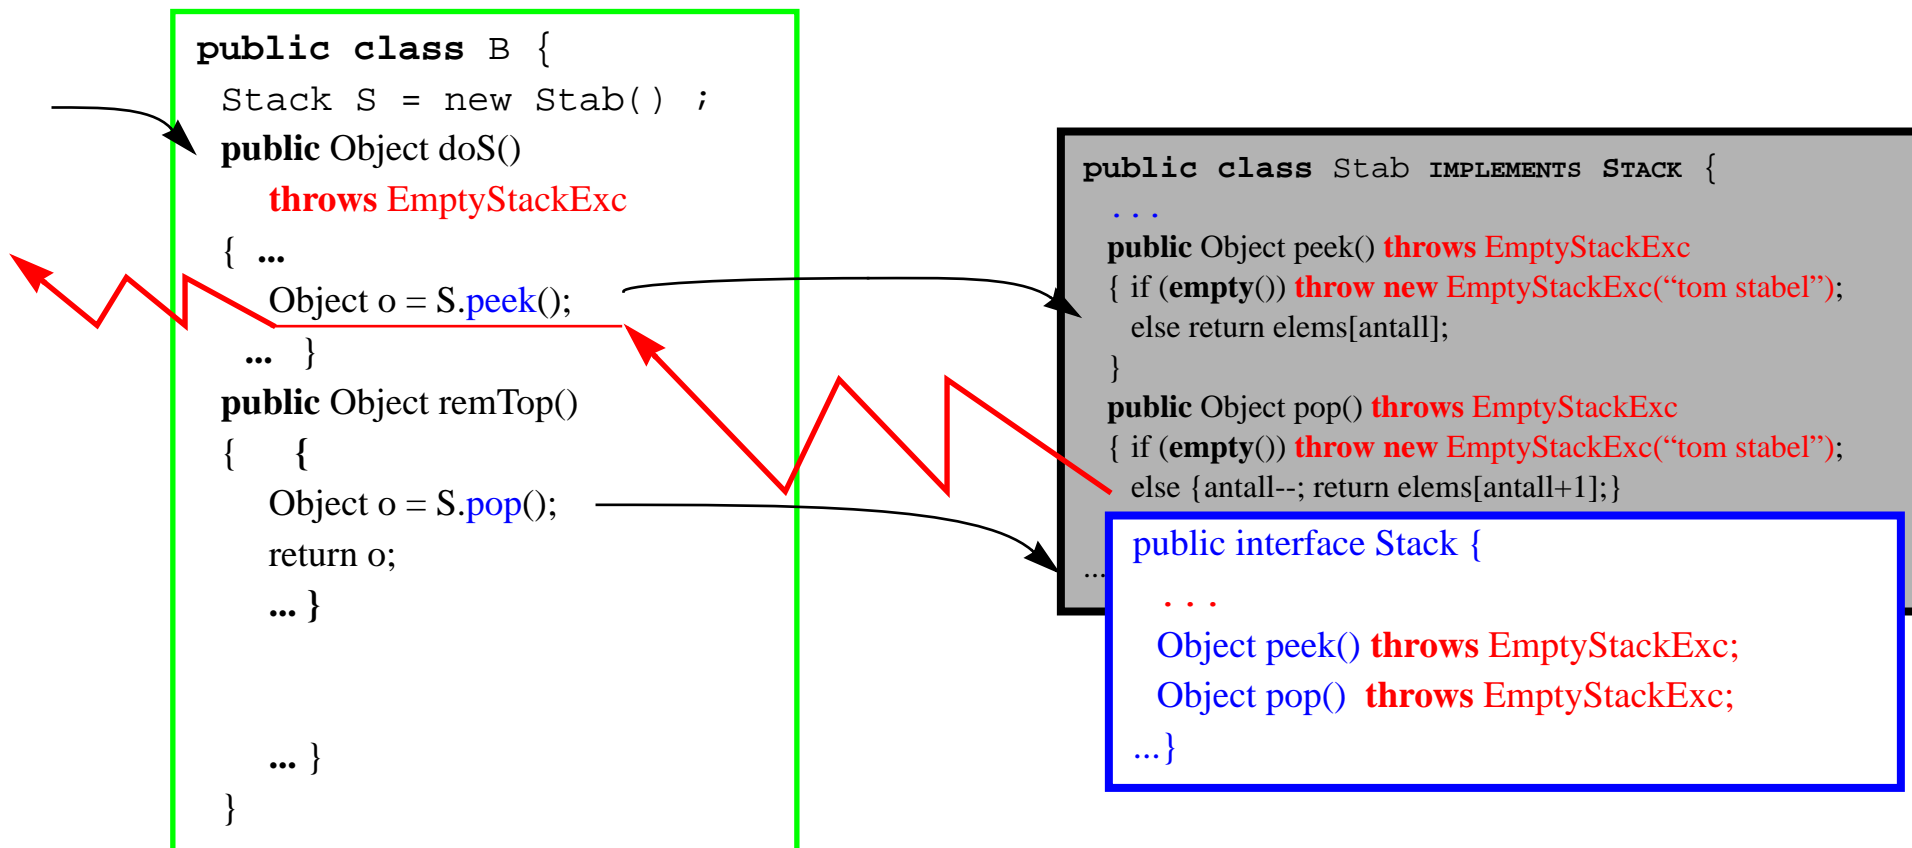 public class B {
Stack S = new Stab() ;
public Object doS()
throws EmptyStackExc
{ ...
Object o = S.peek();
... }
public Object remTop()
{ {
Object o = S.pop();
return o;
... }
... }
}
public class Stab IMPLEMENTS STACK {
...
public Object peek() throws EmptyStackExc
{ if (empty()) throw new EmptyStackExc(“tom stabel”);
else return elems[antall];
}
public Object pop() throws EmptyStackExc
{ if (empty()) throw new EmptyStackExc(“tom stabel”);
else {antall--; return elems[antall+1];}
...
public interface Stack {
...
Object peek() throws EmptyStackExc;
Object pop() throws EmptyStackExc;
...}